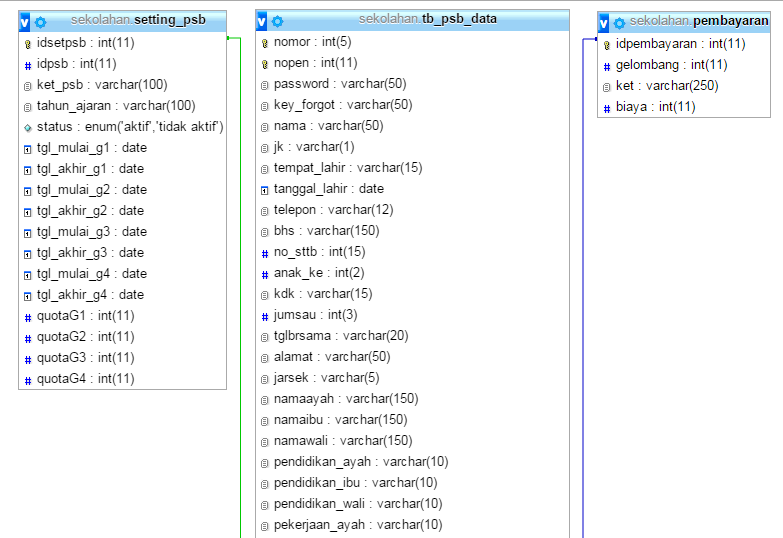 sekolahan.setting_psb
idsetpsb : int(11)
idpsb : int(11)
ket_psb : varchar(100)
tahun_ajaran : varchar(100)
status : enum('aktif','tidak aktif')
tgl_mulai_g1 : date
tgl_akhir_g1 : date
tgl_mulai_g2 : date
tgl_akhir_g2 : date
tgl_mulai_g3 : date
tgl_akhir_g3 : date
tgl_mulai_g4 : date
tgl_akhir_g4 : date
quotaG1 : int(11)
quotaG2 : int(11)
quotaG3 : int(11)
quotaG4 : int(11)
sekolahan.tb_psb_data
nomor : int(5)
nopen : int(11)
password : varchar(50)
key_forgot : varchar(50)
nama : varchar(50)
jk : varchar(1)
tempat_lahir : varchar(15)
tanggal_lahir : date
telepon : varchar(12)
bhs : varchar(150)
no_sttb : int(15)
anak_ke : int(2)
kdk : varchar(15)
jumsau : int(3)
tglbrsama : varchar(20)
alamat : varchar(50)
jarsek : varchar(5)
namaayah : varchar(150)
namaibu : varchar(150)
namawali : varchar(150)
pendidikan_ayah : varchar(10)
pendidikan_ibu : varchar(10)
pendidikan_wali : varchar(10)
pekerjaan_ayah : varchar(10)
sekolahan.pembayaran
idpembayaran : int(11)
gelombang : int(11)
ket : varchar(250)
biaya : int(11)